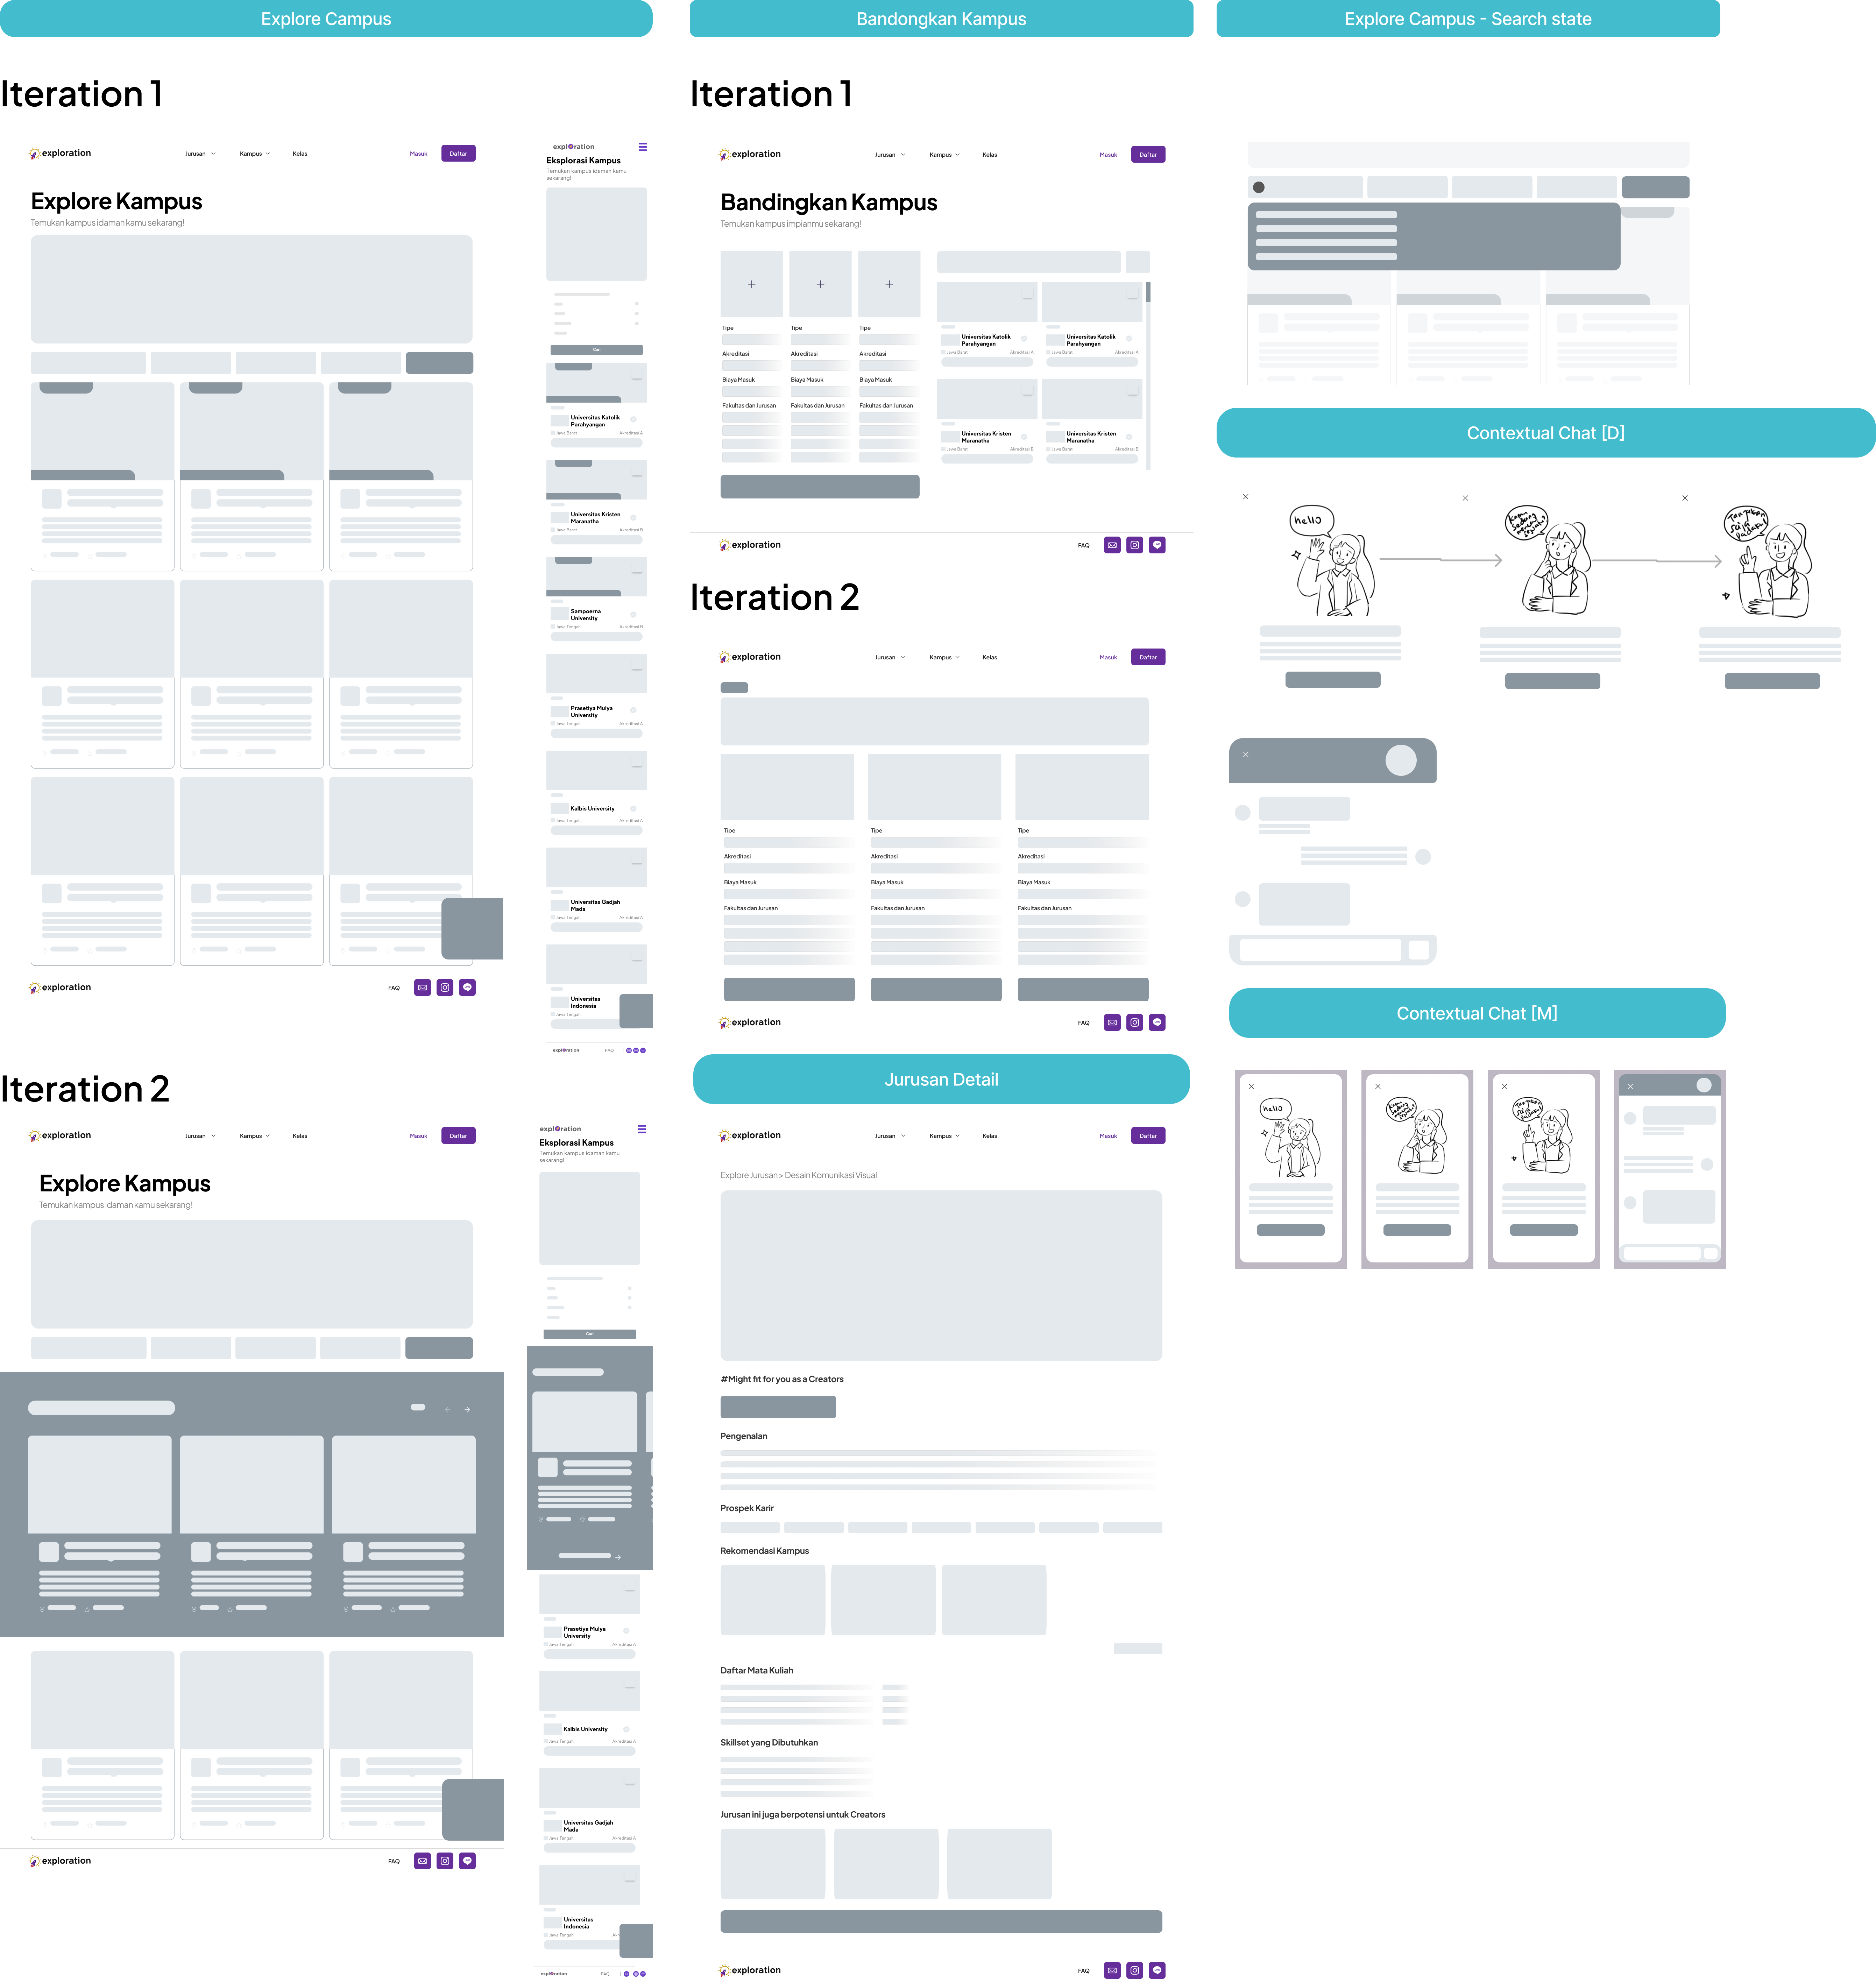 Explore Campus
Iteration 1
exploration
Jurusan
Kampus
Kelas
Masuk
Daftar
Explore Kampus
Temukan kampus idaman kamu sekarang!
FAQ
exploration
exploration
Eksplorasi Kampus
Temukan kampus idaman kamu
sekarang!
Cari
Universitas Katolik
Parahyangan
Jawa Barat
Akreditasi A
Universitas Kristen
Maranatha
Jawa Barat
Akreditasi B
Sampoerna
University
Jawa Tengah
Akreditasi B
Prasetiya Mulya
University
Jawa Tengah
Akreditasi A
Kalbis University
Jawa Tengah
Akreditasi A
Universitas Gadjah
Mada
Jawa Tengah
Akreditasi A
Universitas
Indonesia
Jawa Tengah
exploration
FAQ
Iteration 2
exploration
Jurusan
Kampus
Kelas
Masuk
Daftar
Explore Kampus
Temukan kampus idaman kamu sekarang!
exploration
FAQ
exploration
Eksplorasi Kampus
Temukan kampus idaman kamu
sekarang!
Cari
Prasetiya Mulya
University
Jawa Tengah
Akreditasi A
Kalbis University
Jawa Tengah
Akreditasi A
Universitas Gadjah
Mada
Jawa Tengah
Akreditasi A
Universitas
Indonesia
Jawa Tengah
exploration
FAQ
Bandongkan Kampus
Iteration 1
exploration
Jurusan
Kampus
Kelas
Masuk
Daftar
Bandingkan Kampus
Temukan kampus impianmu sekarang!
Tipe
Tipe
Tipe
Akreditasi
Akreditasi
Akreditasi
Biaya Masuk
Biaya Masuk
Biaya Masuk
Fakultas dan Jurusan
Fakultas dan Jurusan
Fakultas dan Jurusan
Universitas Katolik
Parahyangan
Jawa Barat
Akreditasi A
Universitas Katolik
Parahyangan
Jawa Barat
Akreditasi A
Universitas Kristen
Maranatha
Jawa Barat
Akreditasi B
Universitas Kristen
Maranatha
Jawa Barat
Akreditasi B
exploration
FAQ
Iteration 2
exploration
Jurusan
Kampus
Kelas
Masuk
Daftar
Tipe
Tipe
Tipe
Akreditasi
Akreditasi
Akreditasi
Biaya Masuk
Biaya Masuk
Biaya Masuk
Fakultas dan Jurusan
Fakultas dan Jurusan
Fakultas dan Jurusan
exploration
FAQ
Jurusan Detail
exploration
Jurusan
Kampus
Kelas
Masuk
Daftar
Explore Jurusan > Desain Komunikasi Visual
#Might fit for you as a Creators
Pengenalan
Prospek Karir
Rekomendasi Kampus
Daftar Mata Kuliah
Skillset yang Dibutuhkan
Jurusan ini juga berpotensi untuk Creators
exploration
FAQ
Explore Campus - Search state
Contextual Chat [D]
hello
Kamu
sedang
Contextual Chat [M]
hello